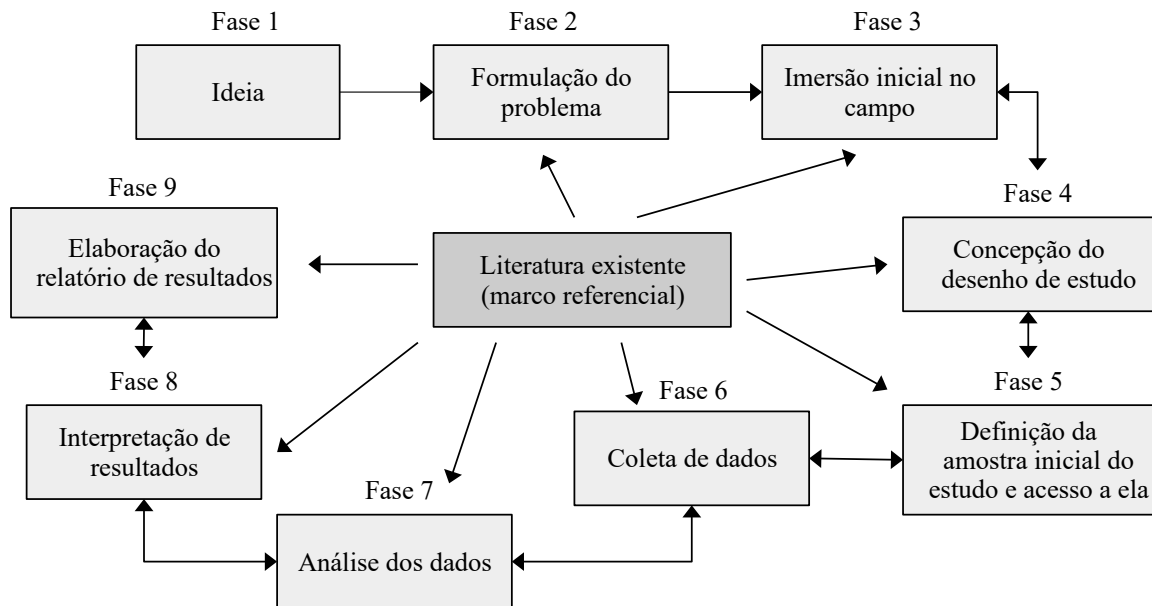 Fase 1
Ideia
Fase 2
Formulação do
problema
Fase 3
Imersão inicial no
campo
Fase 4
Concepção do
desenho de estudo
Fase 5
Definição da
amostra inicial do
estudo e acesso a ela
Fase 6
Coleta de dados
Fase 7
Análise dos dados
Fase 8
Interpretação de
resultados
Fase 9
Elaboração do
relatório de resultados
Literatura existente
(marco referencial)